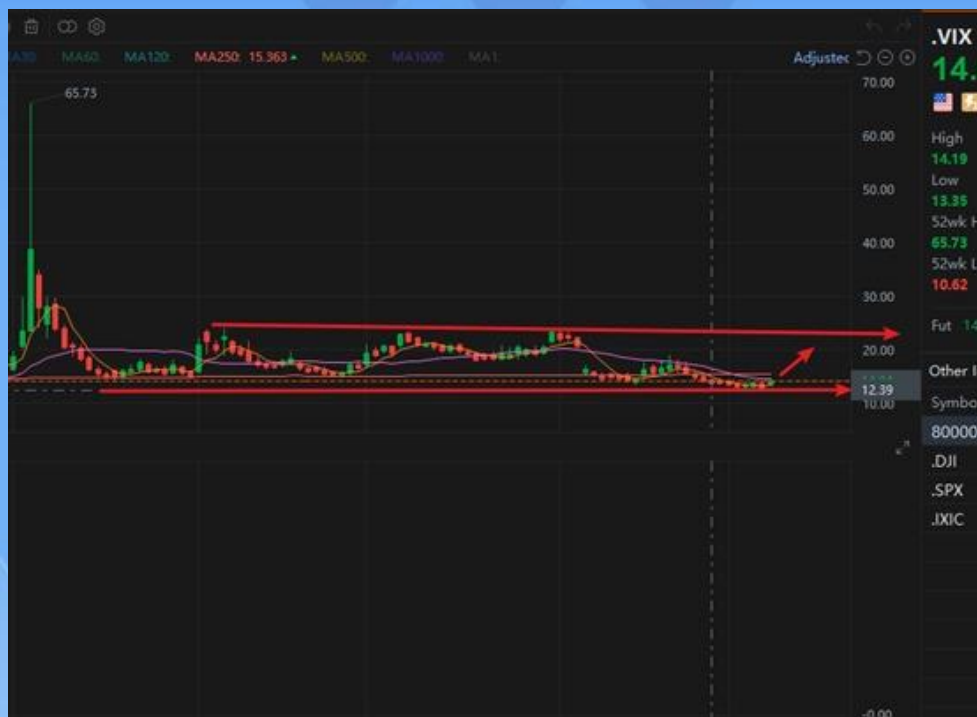 MA30: MA60: MA120: MA250: 15.363 MA500: MA1000: MA1:
Adjusted
65.73
70.00
60.00
50.00
40.00
30.00
20.00
12.39
10.00
-0.00
.VIX
14.
High
14.19
Low
13.35
52wk H
65.73
52wk L
10.62
Fut 14
Other I
Symbo
80000
.DJI
.SPX
.IXIC